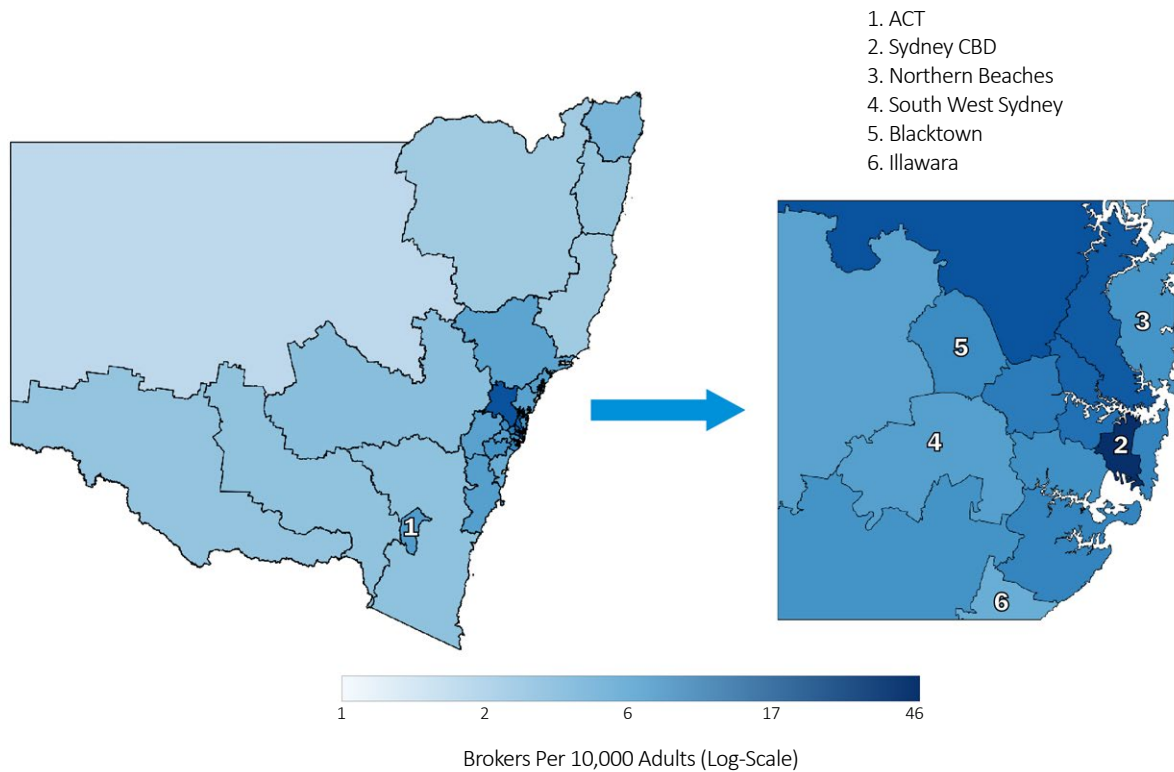 1. ACT
2. Sydney CBD
3. Northern Beaches
4. South West Sydney
5. Blacktown
6. Illawara
3
5
2
4
1
6
1 2 6 17 46
Brokers Per 10,000 Adults (Log-Scale)